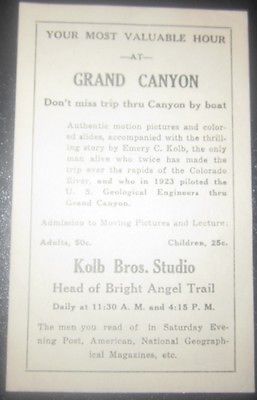 YOUR MOST VALUABLE HOUR
—AT—
GRAND CANYON
Don't miss trip thru Canyon by boat
Authentic motion pictures and color-
ed slides, accompanied with the thrill-
ing story by Emery C. Kolb, the only
man alive who twice has made the
trip over the rapids of the Colorado
River, and who in 1923 piloted the
U. S. Geological Engineers thru
Grand Canyon.
Admission to Moving Pictures and Lecture:
Adults, 50c. Children, 25c.
Kolb Bros. Studio
Head of Bright Angel Trail
Daily at 11:30 A. M. and 4:15 P. M.
The men you read of in Saturday Eve-
ning Post, American, National Geograph-
ical Magazines, etc.